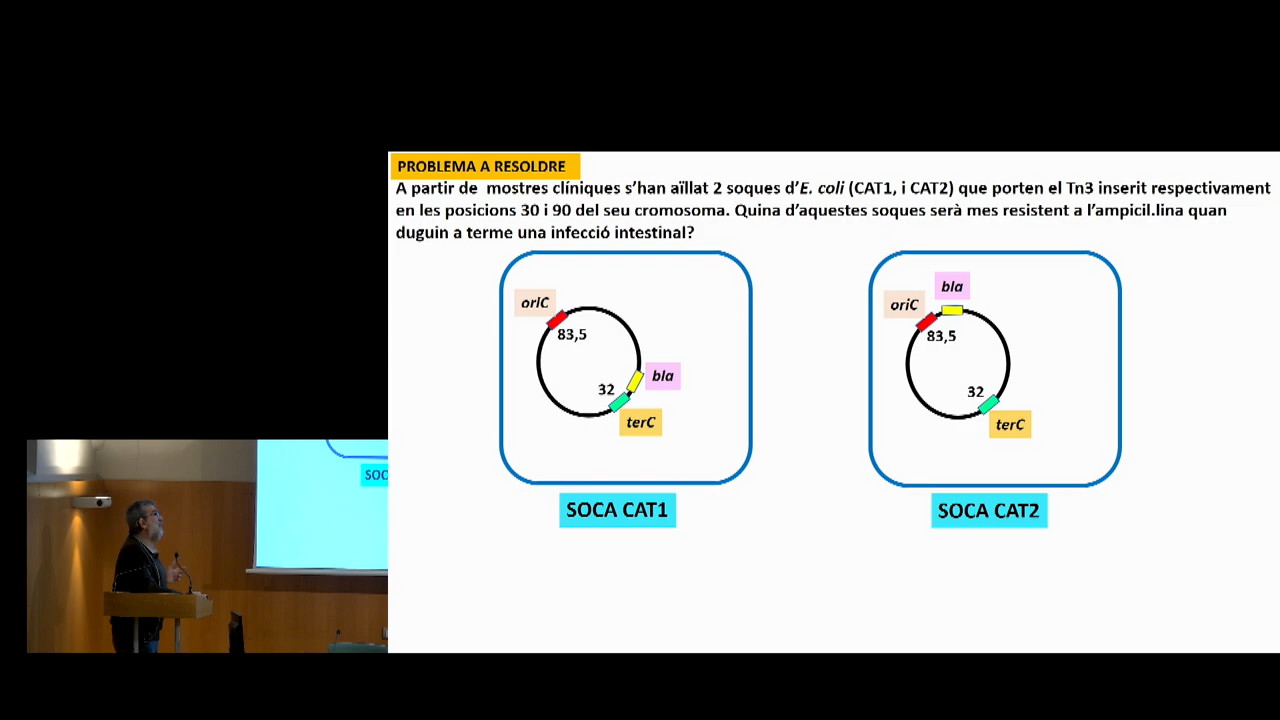 PROBLEMA A RESOLDRE
A partir de mostres clíniques s'han aïllat 2 soques d'E. coli (CAT1, i CAT2) que porten el Tn3 inserit respectivament
en les posicions 30 i 90 del seu cromosoma. Quina d'aquestes soques serà mes resistent a l'ampicil.lina quan
duguin a terme una infecció intestinal?
oriC
83,5
32
bla
terC
SOCA CAT1
bla
oriC
83,5
32
terC
SOCA CAT2
SOC